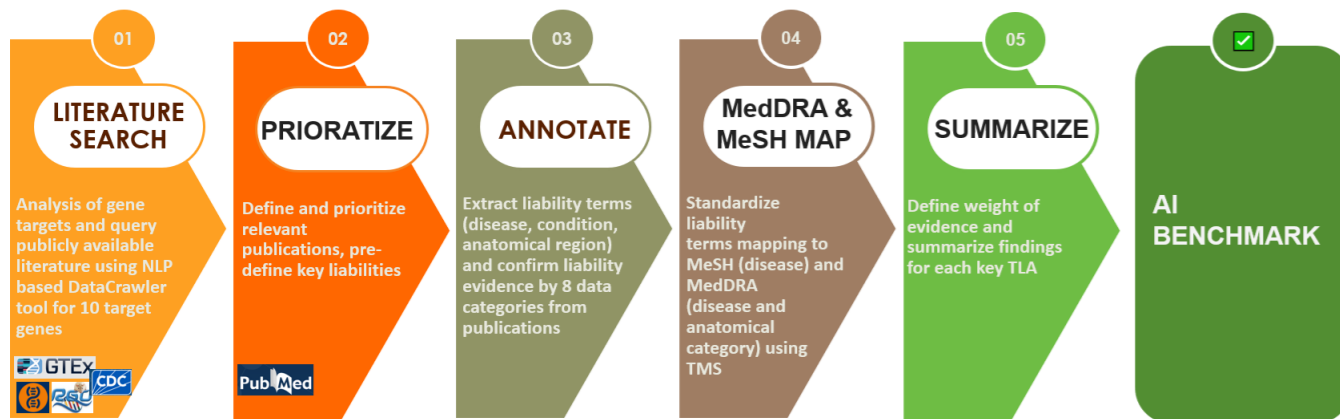 01
LITERATURE
SEARCH
Analysis of gene
targets and query
publicly available
literature using NLP
based DataCrawler
tool for 10 target
genes
GTEx
RGD
CDC
02
PRIORATIZE
Define and prioritize
relevant
publications, pre-
define key liabilities
PubMed
03
ANNOTATE
Extract liability terms
(disease, condition,
anatomical region)
and confirm liability
evidence by 8 data
categories from
publications
04
MedDRA &
MeSH MAP
Standardize
liability
terms mapping to
MeSH (disease) and
MedDRA
(disease and
anatomical
category) using
TMS
05
SUMMARIZE
Define weight of
evidence and
summarize findings
for each key TLA
AI
BENCHMARK